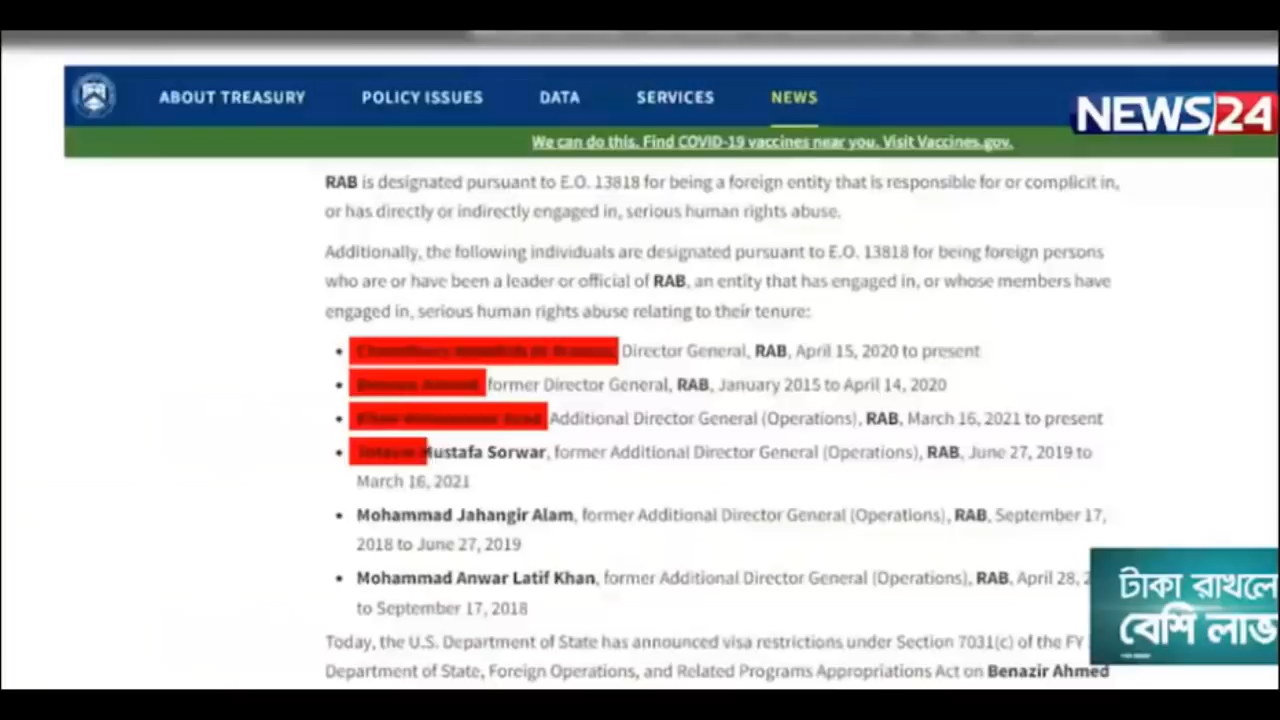 ABOUT TREASURY POLICY ISSUES DATA SERVICES NEWS
NEWS 24
We can do this. Find COVID-19 vaccines near you. Visit Vaccines.gov.
RAB is designated pursuant to E.O. 13818 for being a foreign entity that is responsible for or complicit in,
or has directly or indirectly engaged in, serious human rights abuse.
Additionally, the following individuals are designated pursuant to E.O. 13818 for being foreign persons
who are or have been a leader or official of RAB, an entity that has engaged in, or whose members have
engaged in, serious human rights abuse relating to their tenure:
• Director General, RAB, April 15, 2020 to present
• former Director General, RAB, January 2015 to April 14, 2020
• Additional Director General (Operations), RAB, March 16, 2021 to present
• Mustafa Sorwar, former Additional Director General (Operations), RAB, June 27, 2019 to
March 16, 2021
• Mohammad Jahangir Alam, former Additional Director General (Operations), RAB, September 17,
2018 to June 27, 2019
• Mohammad Anwar Latif Khan, former Additional Director General (Operations), RAB, April 28, 2
to September 17, 2018
টাকা রাখলে
বেশি লাভ
Today, the U.S. Department of State has announced visa restrictions under Section 7031(c) of the FY
Department of State, Foreign Operations, and Related Programs Appropriations Act on Benazir Ahmed